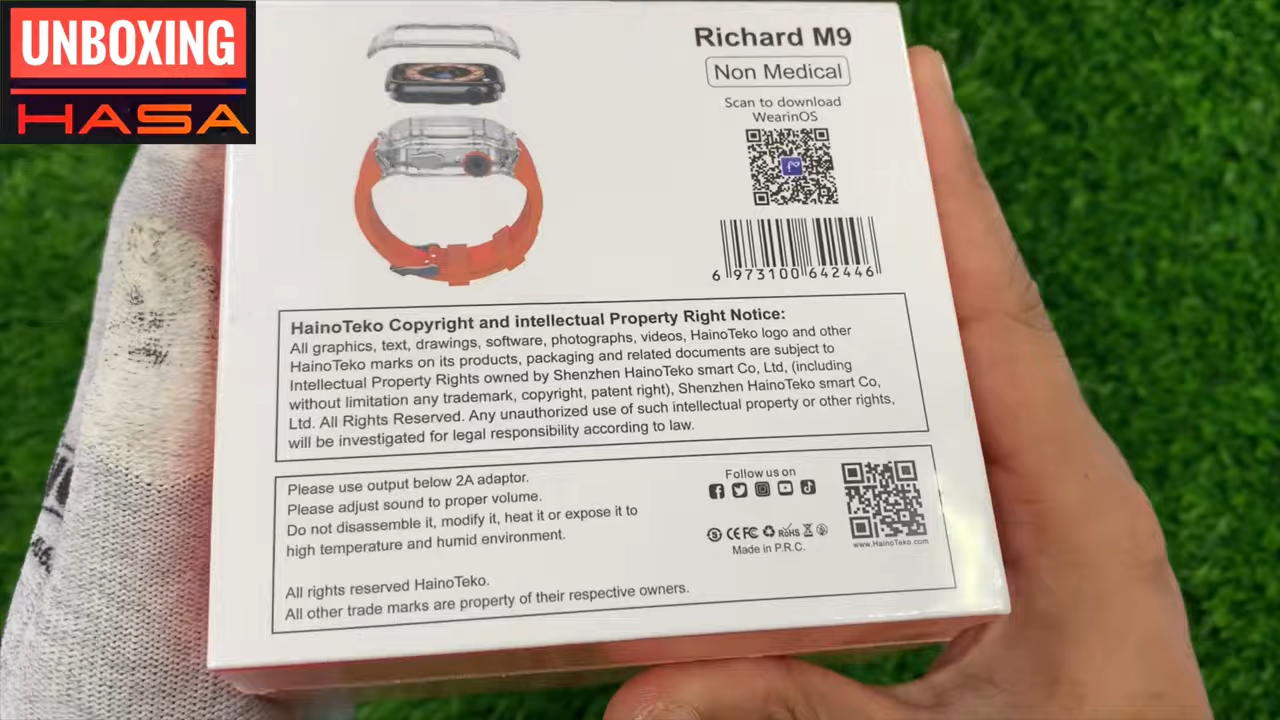 UNBOXING
HASA
Richard M9
Non Medical
Scan to download
WearinOS
6 973100 642446
HainoTeko Copyright and intellectual Property Right Notice:
All graphics, text, drawings, software, photographs, videos, HainoTeko logo and other
HainoTeko marks on its products, packaging and related documents are subject to
Intellectual Property Rights owned by Shenzhen HainoTeko smart Co, Ltd, (including
without limitation any trademark, copyright, patent right), Shenzhen HainoTeko smart Co,
Ltd. All Rights Reserved. Any unauthorized use of such intellectual property or other rights,
will be investigated for legal responsibility according to law.
Please use output below 2A adaptor.
Please adjust sound to proper volume.
Do not disassemble it, modify it, heat it or expose it to
high temperature and humid environment.
All rights reserved HainoTeko.
All other trade marks are property of their respective owners.
Follow us on
CE FC RoHS
Made in P.R.C.
www.HainoTeko.com